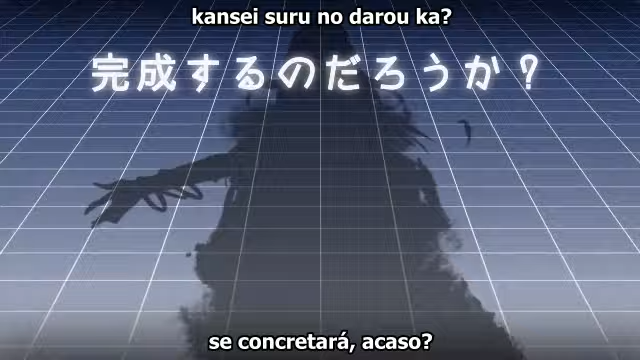 kansei suru no darou ka?
完成するのだろうか?
se concretará, acaso?